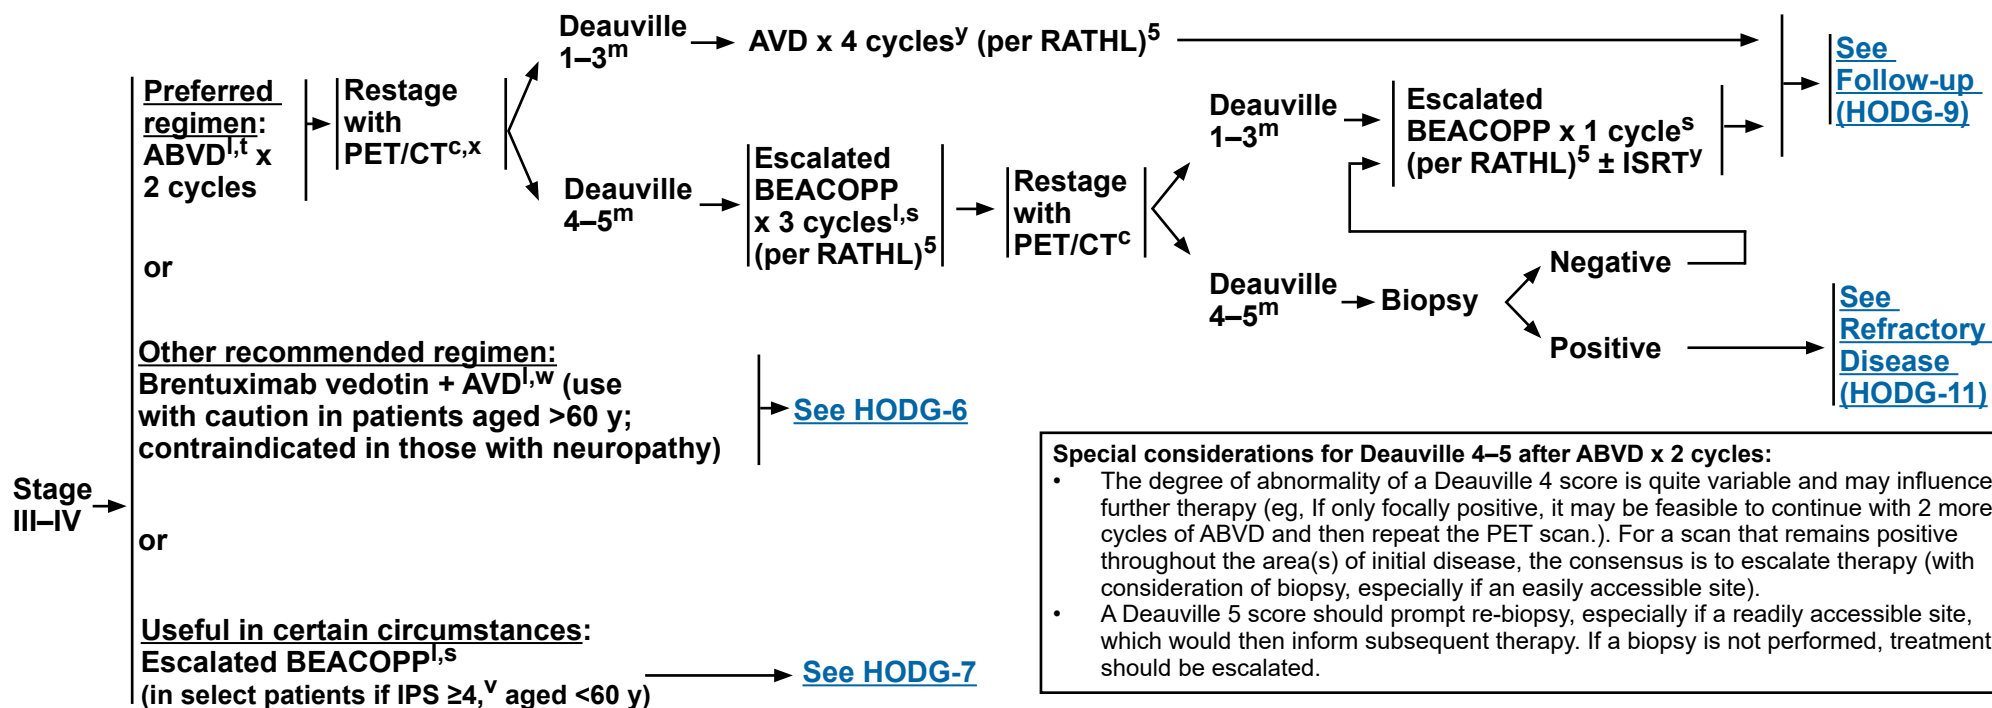 Stage
III–IV
Preferred
regimen:
ABVDl,t x
2 cycles
or
Other recommended regimen:
Brentuximab vedotin + AVDl,w (use
with caution in patients aged >60 y;
contraindicated in those with neuropathy)
or
Useful in certain circumstances:
Escalated BEACOPPl,s
(in select patients if IPS ≥4,v aged <60 y)
Restage
with
PET/CTc,x
Deauville
1–3m
AVD x 4 cyclesy (per RATHL)5
Deauville
4–5m
Escalated
BEACOPP
x 3 cyclesl,s
(per RATHL)5
Restage
with
PET/CTc
Deauville
1–3m
Escalated
BEACOPP x 1 cycles
(per RATHL)5 ± ISRTy
Deauville
4–5m
Biopsy
Negative
Positive
See
Follow-up
(HODG-9)
See
Refractory
Disease
(HODG-11)
See HODG-6
See HODG-7
Special considerations for Deauville 4–5 after ABVD x 2 cycles:
• The degree of abnormality of a Deauville 4 score is quite variable and may influence
further therapy (eg, If only focally positive, it may be feasible to continue with 2 more
cycles of ABVD and then repeat the PET scan.). For a scan that remains positive
throughout the area(s) of initial disease, the consensus is to escalate therapy (with
consideration of biopsy, especially if an easily accessible site).
• A Deauville 5 score should prompt re-biopsy, especially if a readily accessible site,
which would then inform subsequent therapy. If a biopsy is not performed, treatment
should be escalated.